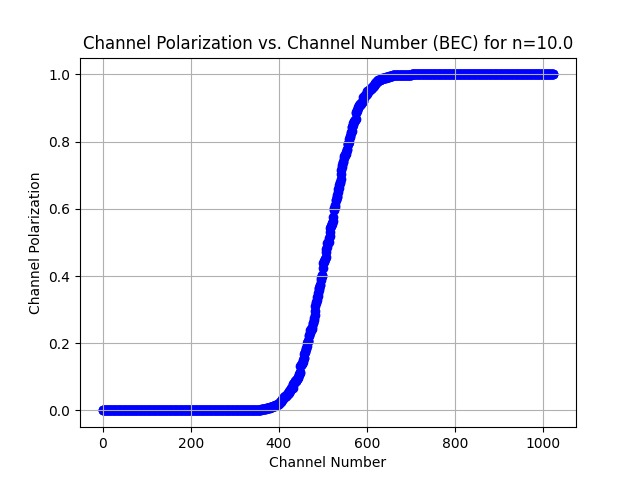 Channel Polarization vs. Channel Number (BEC) for n=10.0
Channel Polarization
1.0
0.8
0.6
0.4
0.2
0.0
0 200 400 600 800 1000
Channel Number